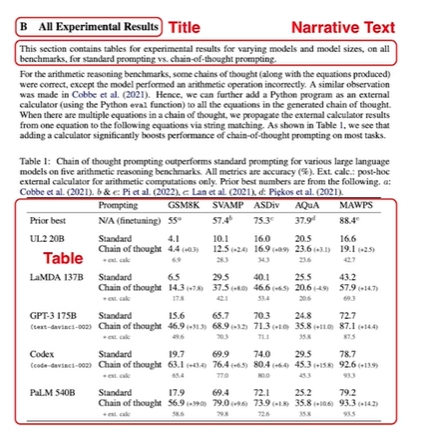 B All Experimental Results Title Narrative Text
This section contains tables for experimental results for varying models and model sizes, on all
benchmarks, for standard prompting vs. chain-of-thought prompting.
For the arithmetic reasoning benchmarks, some chains of thought (along with the equations produced)
were correct, except the model performed an arithmetic operation incorrectly. A similar observation
was made in Cobbe et al. (2021). Hence, we can further add a Python program as an external
calculator (using the Python eval function) to all the equations in the generated chain of thought.
When there are multiple equations in a chain of thought, we propagate the external calculator results
from one equation to the following equations via string matching. As shown in Table 1, we see that
adding a calculator significantly boosts performance of chain-of-thought prompting on most tasks.
Table 1: Chain of thought prompting outperforms standard prompting for various large language
models on five arithmetic reasoning benchmarks. All metrics are accuracy (%). Ext. calc.: post-hoc
external calculator for arithmetic computations only. Prior best numbers are from the following. a:
Cobbe et al. (2021). b & e: Pi et al. (2022), c: Lan et al. (2021), d: Piękos et al. (2021).
Prompting GSM8K SVAMP ASDiv AQuA MAWPS
Prior best N/A (finetuning) 55ᵃ 57.4ᵇ 75.3ᶜ 37.9ᵈ 88.4ᵉ
UL2 20B Standard 4.1 10.1 16.0 20.5 16.6
Chain of thought 4.4 (+0.3) 12.5 (+2.4) 16.9 (+0.9) 23.6 (+3.1) 19.1 (+2.5)
Table + ext. calc 6.9 28.3 34.3 23.6 42.7
LaMDA 137B Standard 6.5 29.5 40.1 25.5 43.2
Chain of thought 14.3 (+7.8) 37.5 (+8.0) 46.6 (+6.5) 20.6 (-4.9) 57.9 (+14.7)
+ ext. calc 17.8 42.1 53.4 20.6 69.3
GPT-3 175B Standard 15.6 65.7 70.3 24.8 72.7
(text-davinci-002) Chain of thought 46.9 (+31.3) 68.9 (+3.2) 71.3 (+1.0) 35.8 (+11.0) 87.1 (+14.4)
+ ext. calc 49.6 70.3 71.1 35.8 87.5
Codex Standard 19.7 69.9 74.0 29.5 78.7
(code-davinci-002) Chain of thought 63.1 (+43.4) 76.4 (+6.5) 80.4 (+6.4) 45.3 (+15.8) 92.6 (+13.9)
+ ext. calc 65.4 77.0 80.0 45.3 93.3
PaLM 540B Standard 17.9 69.4 72.1 25.2 79.2
Chain of thought 56.9 (+39.0) 79.0 (+9.6) 73.9 (+1.8) 35.8 (+10.6) 93.3 (+14.2)
+ ext. calc 58.6 79.8 72.6 35.8 93.5